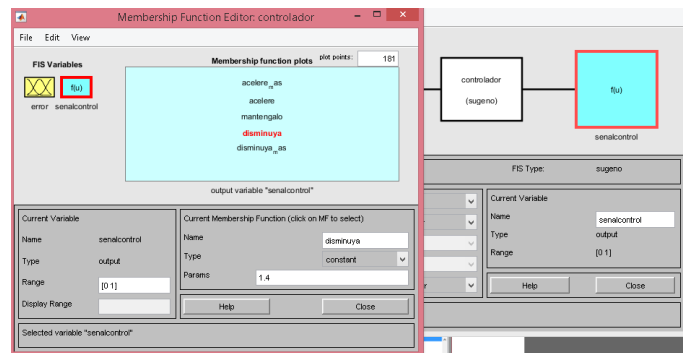 Membership Function Editor: controlador
File Edit View
FIS Variables
f(u)
error senalcontrol
Membership function plots plot points: 181
acelere_mas
acelere
mantengalo
disminuya
disminuya_mas
output variable "senalcontrol"
Current Variable
Name senalcontrol
Type output
Range [0 1]
Display Range
Current Membership Function (click on MF to select)
Name disminuya
Type constant
Params 1.4
Help Close
Selected variable "senalcontrol"
controlador
(sugeno)
f(u)
senalcontrol
FIS Type: sugeno
Current Variable
Name senalcontrol
Type output
Range [0 1]
Help Close